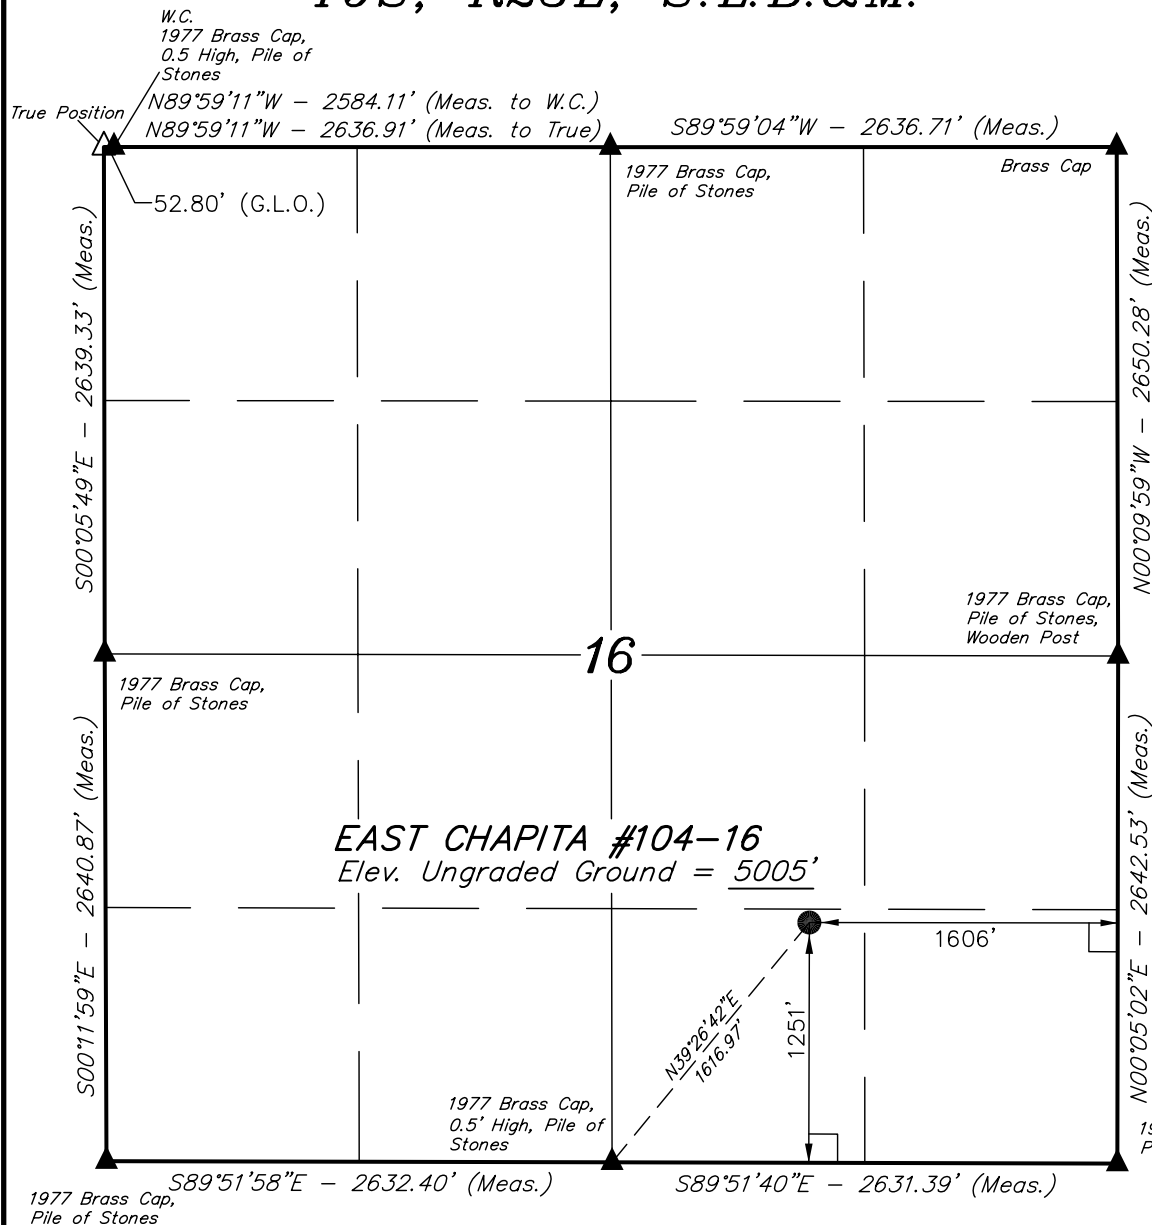 W.C.
1977 Brass Cap,
0.5 High, Pile of
Stones
True Position
N89°59'11"W - 2584.11' (Meas. to W.C.)
N89°59'11"W - 2636.91' (Meas. to True)
S89°59'04"W - 2636.71' (Meas.)
1977 Brass Cap,
Pile of Stones
Brass Cap
52.80' (G.L.O.)
S00°05'49"E - 2639.33' (Meas.)
N00°09'59"W - 2650.28' (Meas.)
1977 Brass Cap,
Pile of Stones,
Wooden Post
16
1977 Brass Cap,
Pile of Stones
EAST CHAPITA #104-16
Elev. Ungraded Ground = 5005'
S00°11'59"E - 2640.87' (Meas.)
N00°05'02"E - 2642.53' (Meas.)
1606'
1251'
N39°26'42"E
1616.97'
1977 Brass Cap,
0.5' High, Pile of
Stones
S89°51'58"E - 2632.40' (Meas.)
S89°51'40"E - 2631.39' (Meas.)
1977 Brass Cap,
Pile of Stones